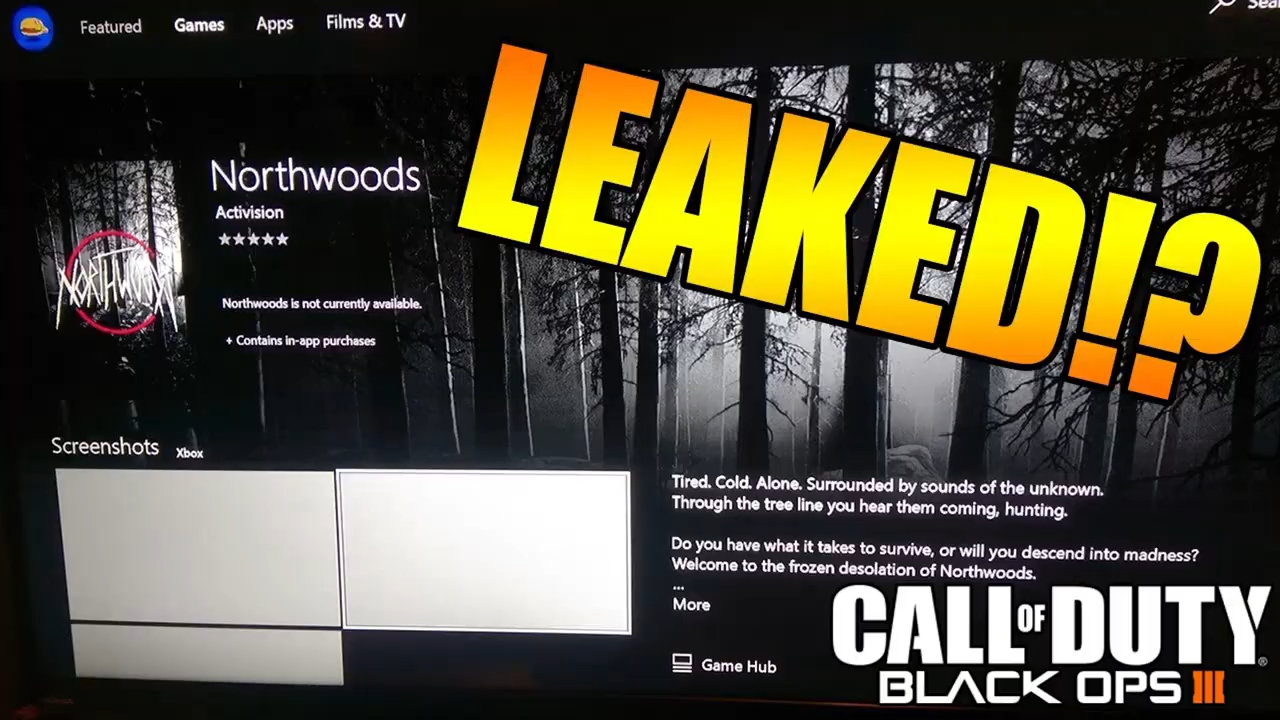 Featured Games Apps Films & TV
Sea
LEAKED!?
Northwoods
Activision
NORTHWOODS
Northwoods is not currently available.
+ Contains in-app purchases
Screenshots Xbox
Tired. Cold. Alone. Surrounded by sounds of the unknown.
Through the tree line you hear them coming, hunting.
Do you have what it takes to survive, or will you descend into madness?
Welcome to the frozen desolation of Northwoods.
...
More
Game Hub
CALL OF DUTY®
BLACK OPS III